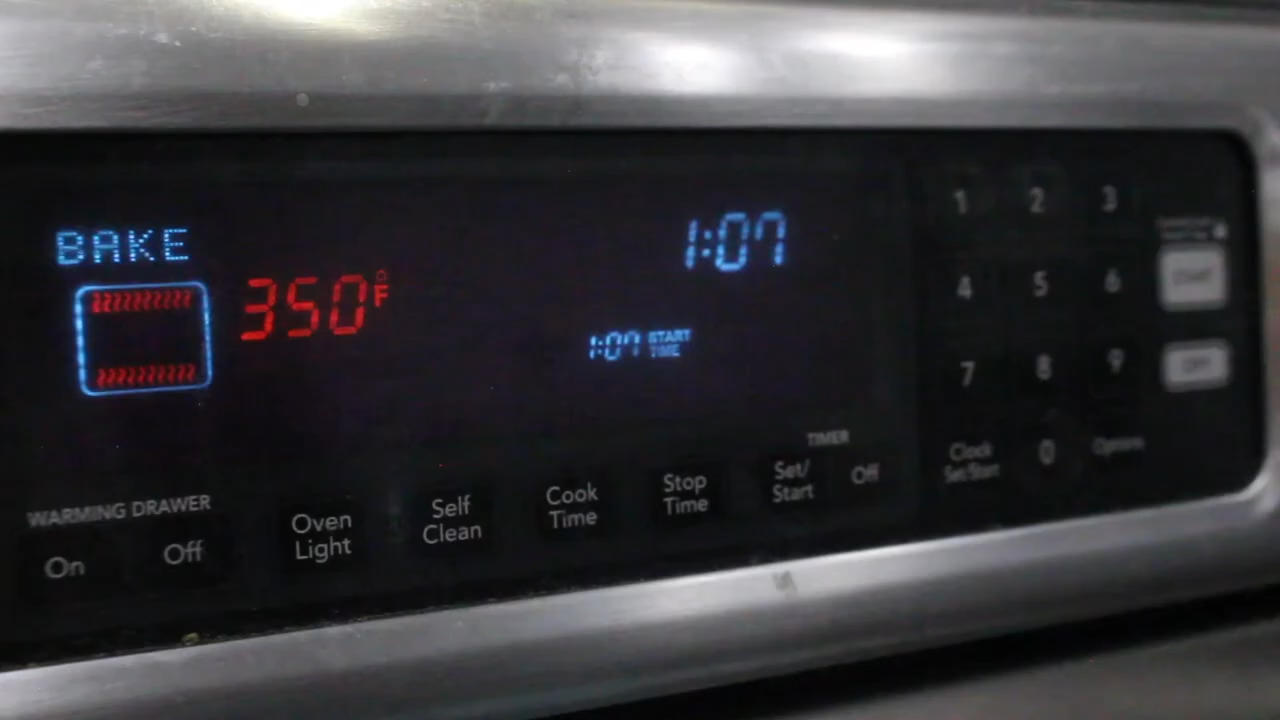 BAKE
350°F
1:07
1:07 START TIME
WARMING DRAWER
On
Off
Oven
Light
Self
Clean
Cook
Time
Stop
Time
TIMER
Set/
Start
Off
1 2 3
4 5 6
7 8 9
Clock
Set/Start
0
Options
START
OFF